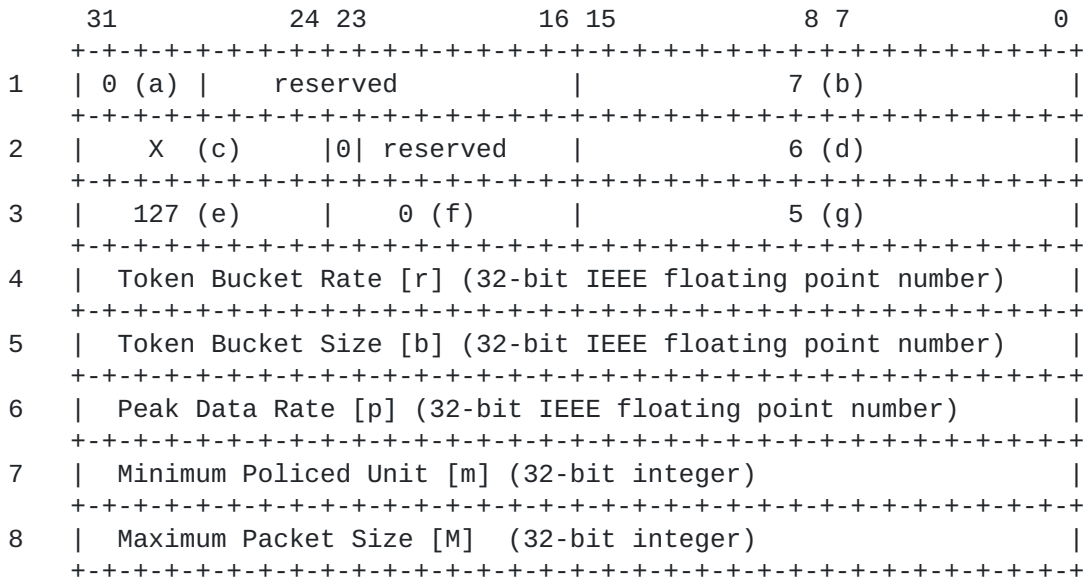 31           24 23           16 15            8 7             0
    +-+-+-+-+-+-+-+-+-+-+-+-+-+-+-+-+-+-+-+-+-+-+-+-+-+-+-+-+-+-+-+-+
1   | 0 (a) |    reserved           |             7 (b)             |
    +-+-+-+-+-+-+-+-+-+-+-+-+-+-+-+-+-+-+-+-+-+-+-+-+-+-+-+-+-+-+-+-+
2   |    X  (c)     |0| reserved    |             6 (d)             |
    +-+-+-+-+-+-+-+-+-+-+-+-+-+-+-+-+-+-+-+-+-+-+-+-+-+-+-+-+-+-+-+-+
3   |   127 (e)     |    0 (f)      |             5 (g)             |
    +-+-+-+-+-+-+-+-+-+-+-+-+-+-+-+-+-+-+-+-+-+-+-+-+-+-+-+-+-+-+-+-+
4   |  Token Bucket Rate [r] (32-bit IEEE floating point number)    |
    +-+-+-+-+-+-+-+-+-+-+-+-+-+-+-+-+-+-+-+-+-+-+-+-+-+-+-+-+-+-+-+-+
5   |  Token Bucket Size [b] (32-bit IEEE floating point number)    |
    +-+-+-+-+-+-+-+-+-+-+-+-+-+-+-+-+-+-+-+-+-+-+-+-+-+-+-+-+-+-+-+-+
6   |  Peak Data Rate [p] (32-bit IEEE floating point number)       |
    +-+-+-+-+-+-+-+-+-+-+-+-+-+-+-+-+-+-+-+-+-+-+-+-+-+-+-+-+-+-+-+-+
7   |  Minimum Policed Unit [m] (32-bit integer)                    |
    +-+-+-+-+-+-+-+-+-+-+-+-+-+-+-+-+-+-+-+-+-+-+-+-+-+-+-+-+-+-+-+-+
8   |  Maximum Packet Size [M]  (32-bit integer)                    |
    +-+-+-+-+-+-+-+-+-+-+-+-+-+-+-+-+-+-+-+-+-+-+-+-+-+-+-+-+-+-+-+-+